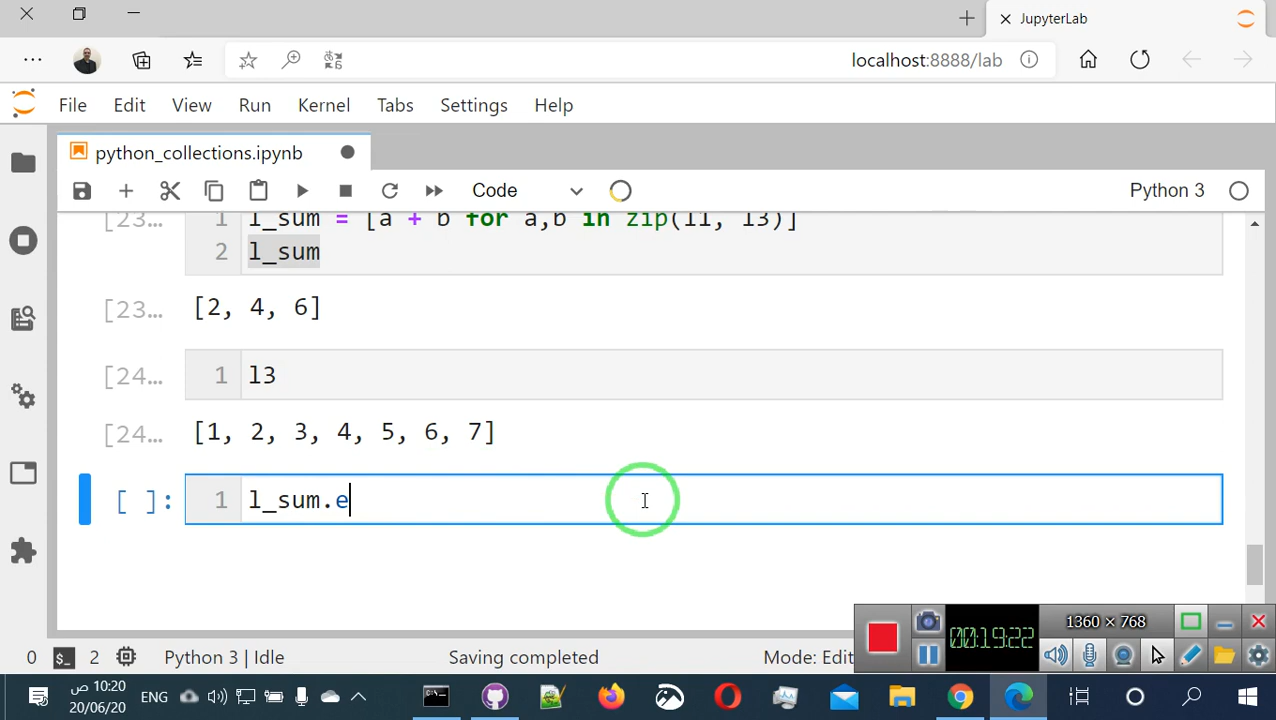 JupyterLab
localhost:8888/lab
File Edit View Run Kernel Tabs Settings Help
python_collections.ipynb
Code
Python 3
[23... 1 l_sum = [a + b for a,b in zip(l1, l3)]
2 l_sum
[23... [2, 4, 6]
[24... 1 l3
[24... [1, 2, 3, 4, 5, 6, 7]
[ ]: 1 l_sum.e
00:19:22
1360 × 768
0 2 Python 3 | Idle Saving completed Mode: Edi
10:20 ص
20/06/20
ENG